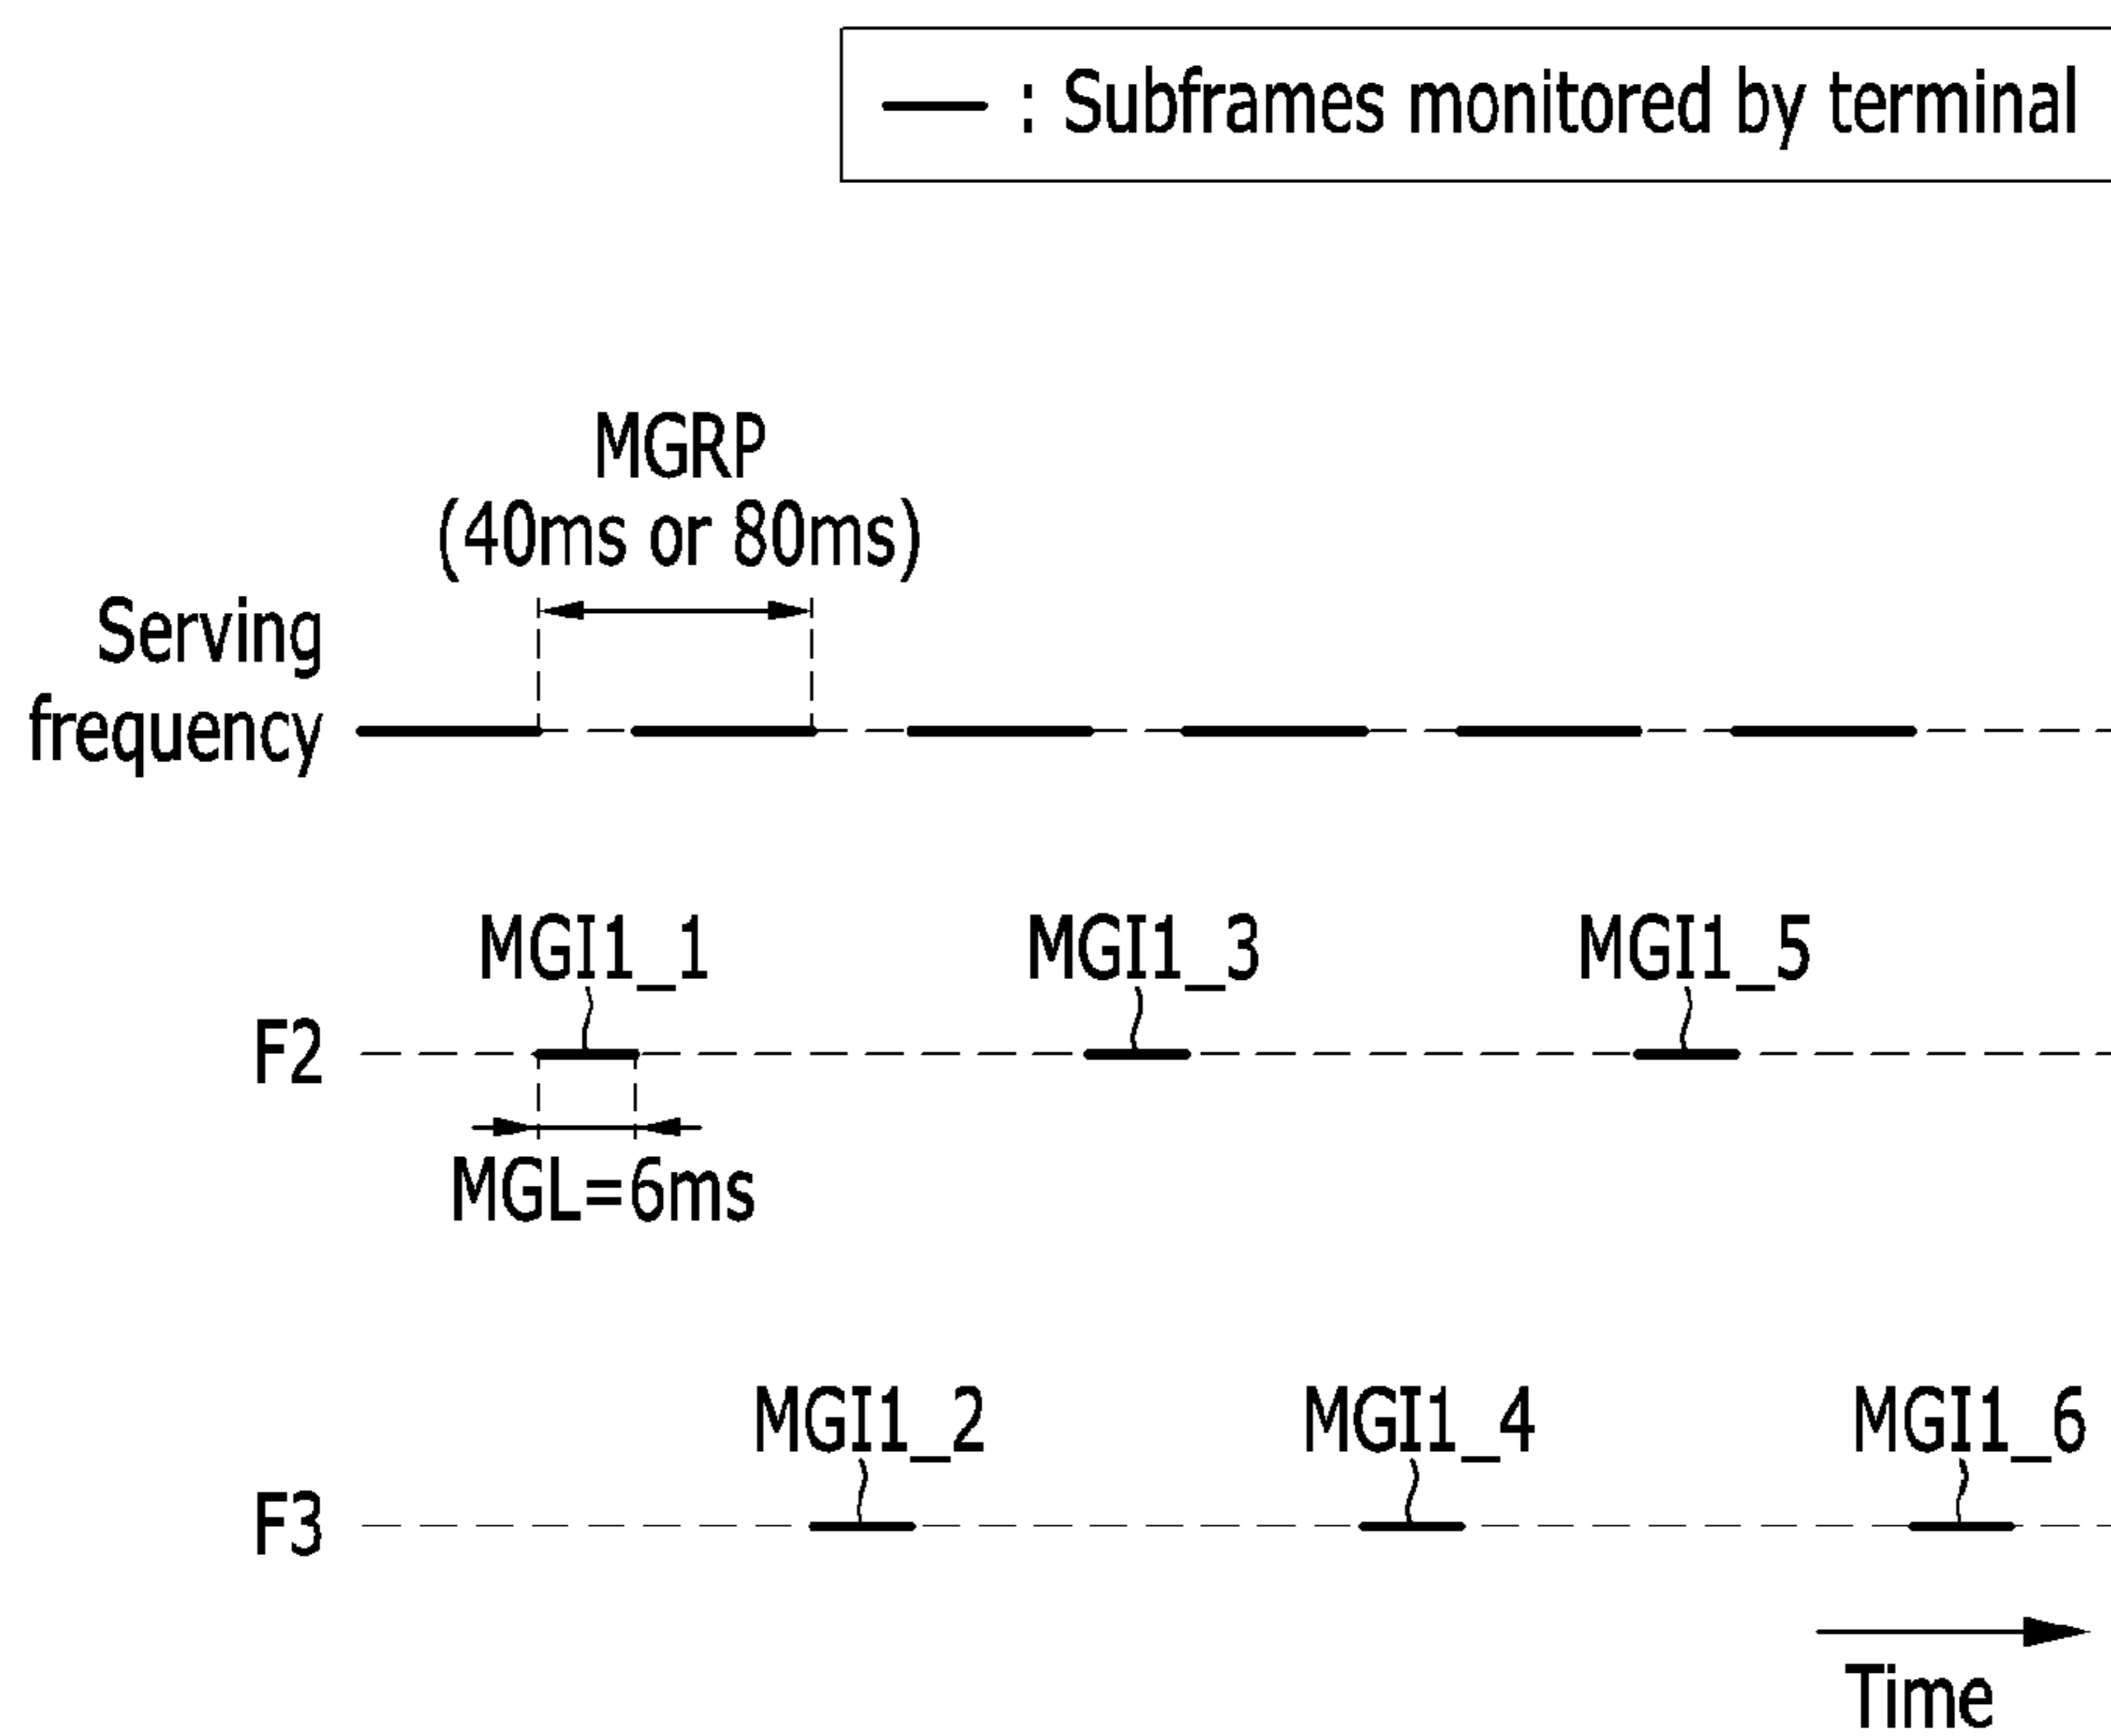 : Subframes monitored by terminal
MGRP
(40ms or 80ms)
Serving
frequency
MGI1_1
MGI1_3
MGI1_5
F2
MGL=6ms
MGI1_2
MGI1_4
MGI1_6
F3
Time